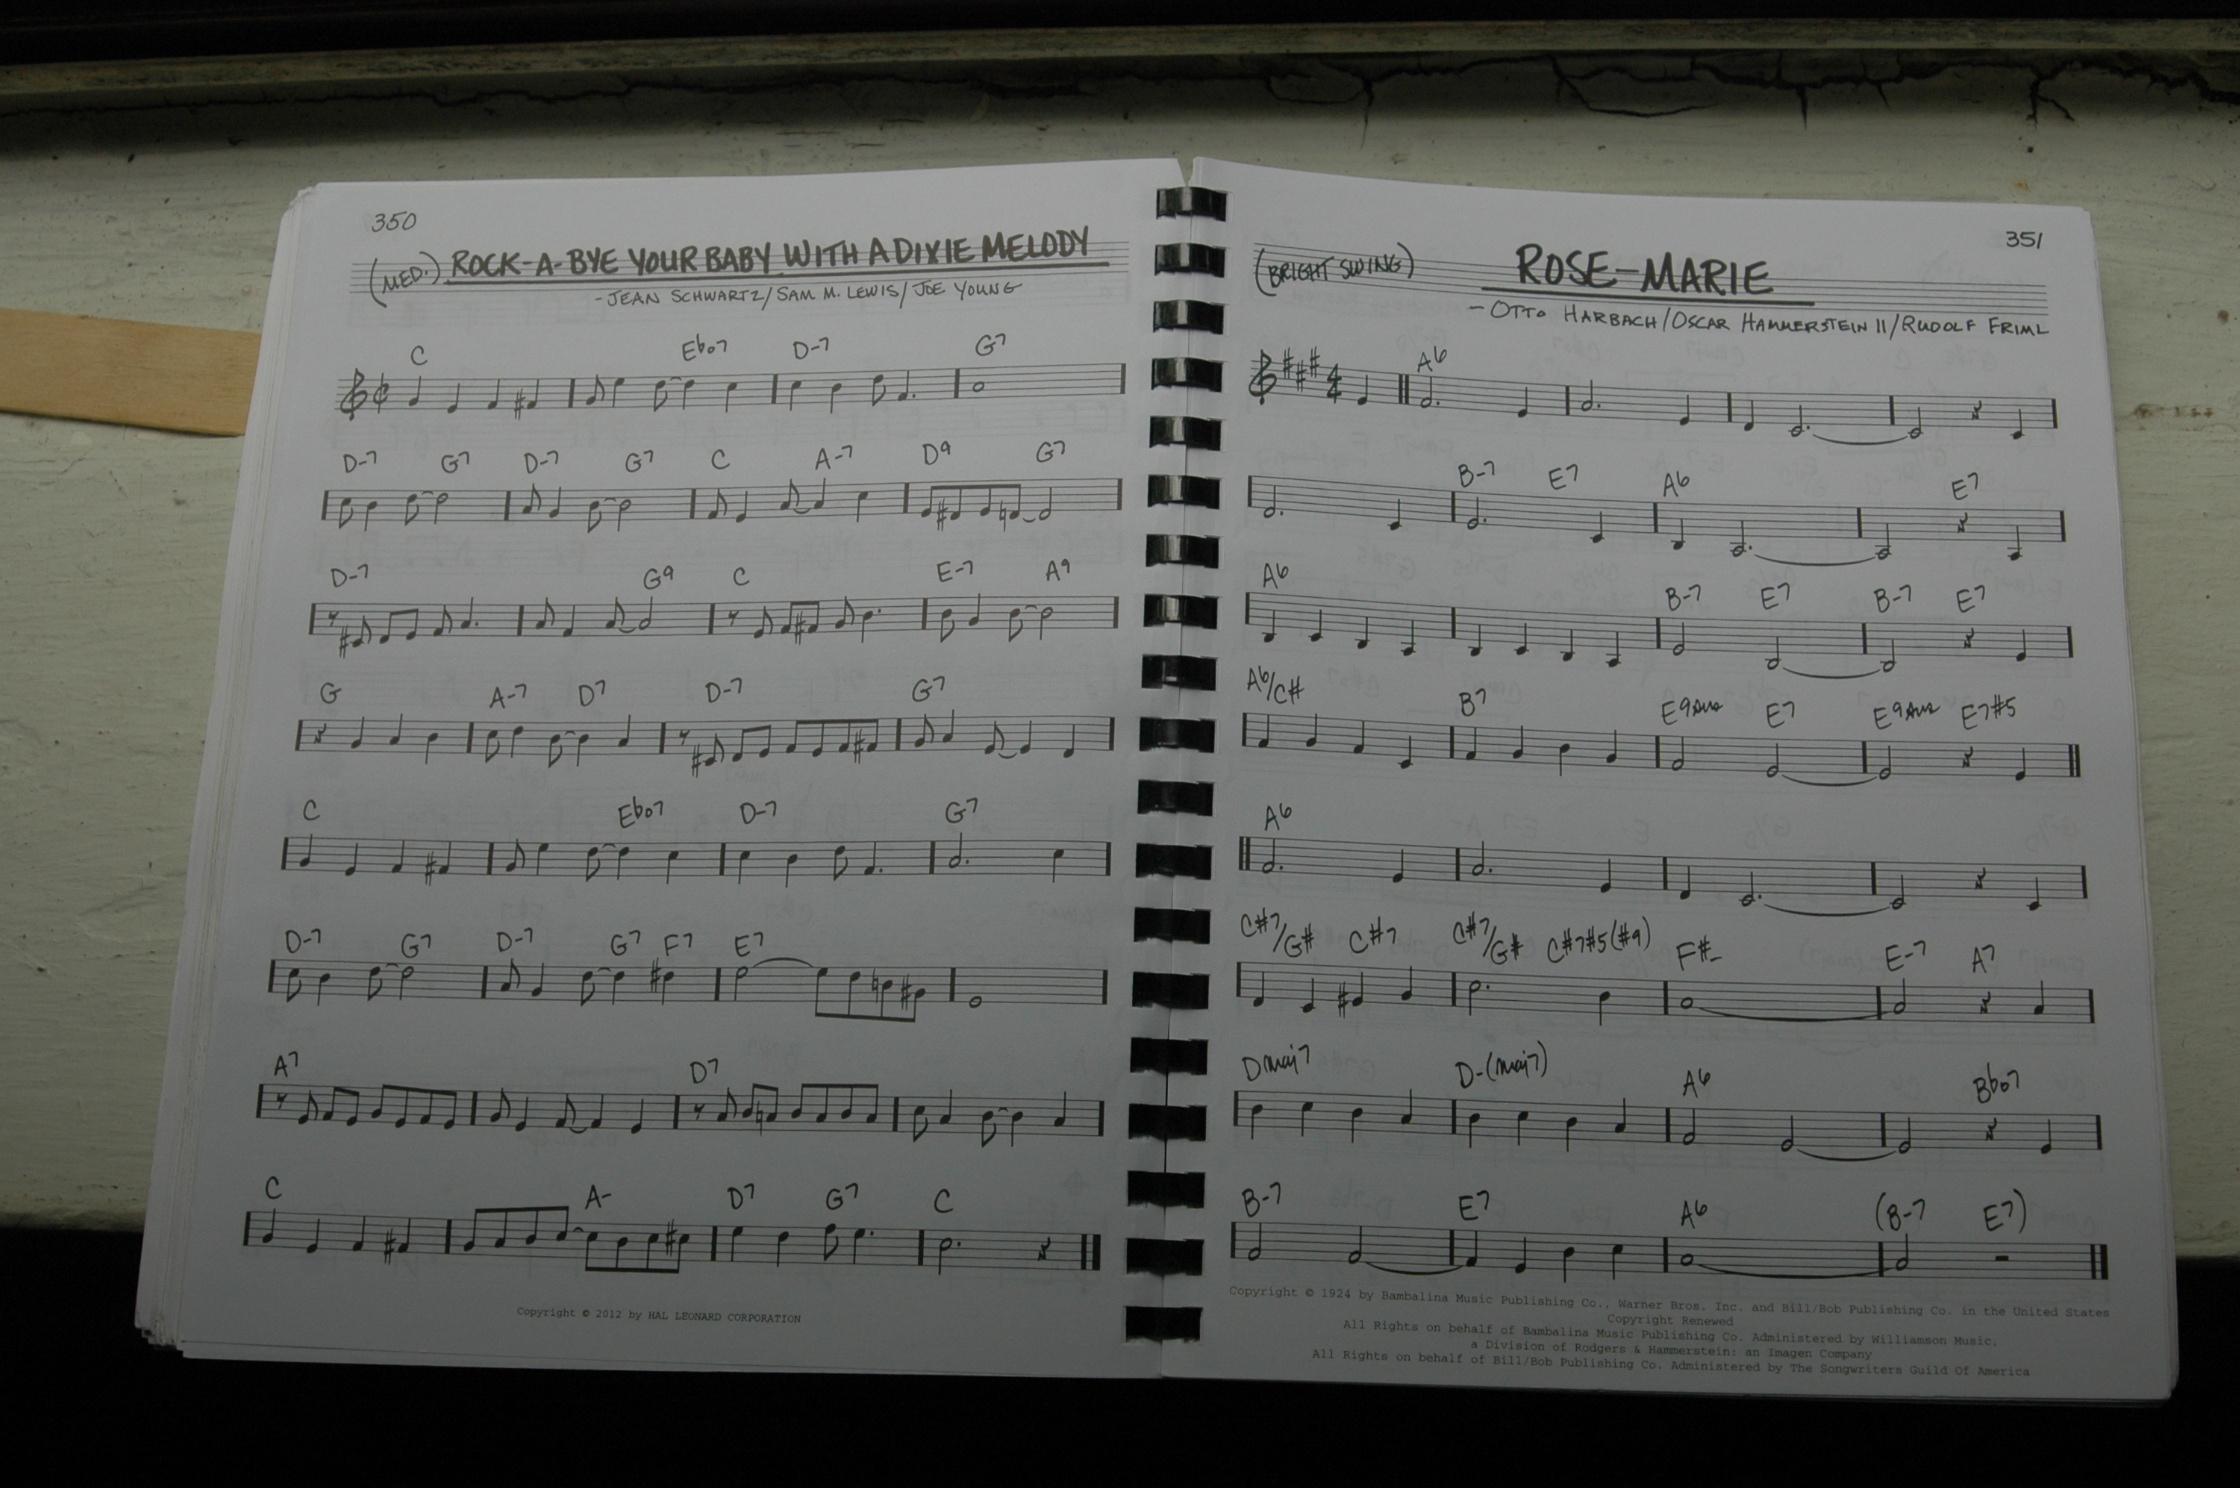 350
(MED.) ROCK-A-BYE YOUR BABY WITH A DIXIE MELODY
-JEAN SCHWARTZ/SAM M. LEWIS/JOE YOUNG
C Ebo7 D-7 G7
D-7 G7 D-7 G7 C A-7 D9 G7
D-7 G9 C E-7 A9
G A-7 D7 D-7 G7
C Ebo7 D-7 G7
D-7 G7 D-7 G7 F7 E7
A7 D7
C A- D7 G7 C
Copyright © 2012 by HAL LEONARD CORPORATION
351
(BRIGHT SWING) ROSE-MARIE
-OTTO HARBACH/OSCAR HAMMERSTEIN II/RUDOLF FRIML
4/4 A6
B-7 E7 A6 E7
A6 B-7 E7 B-7 E7
A6/C# B7 E9sus E7 E9sus E7#5
A6
C#7/G# C#7 C#7/G# C#7#5(#9) F#- E-7 A7
Dmaj7 D-(maj7) A6 Bbo7
B-7 E7 A6 (B-7 E7)
Copyright © 1924 by Bambalina Music Publishing Co., Warner Bros. Inc. and Bill/Bob Publishing Co. in the United States
Copyright Renewed
All Rights on behalf of Bambalina Music Publishing Co. Administered by Williamson Music,
a Division of Rodgers & Hammerstein: an Imagen Company
All Rights on behalf of Bill/Bob Publishing Co. Administered by The Songwriters Guild Of America